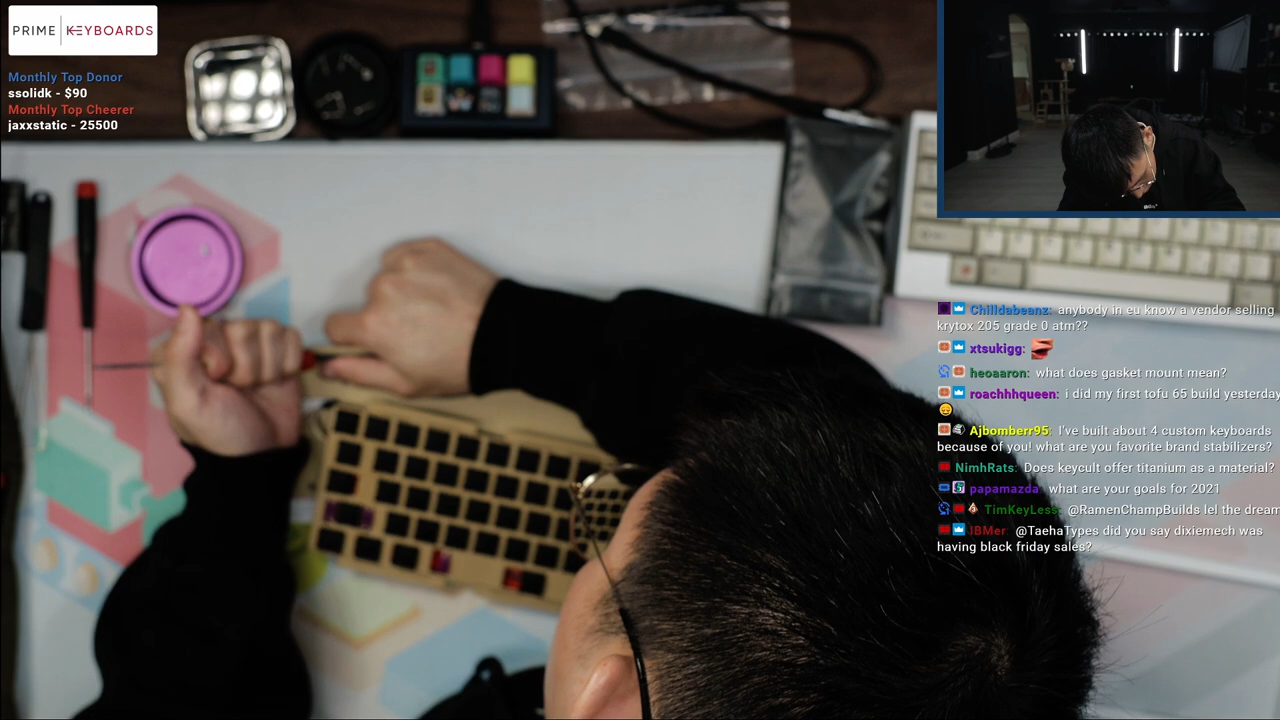 PRIME | KEYBOARDS
Monthly Top Donor
ssolidk - $90
Monthly Top Cheerer
jaxxstatic - 25500
Chilldabeanz: anybody in eu know a vendor selling
krytox 205 grade 0 atm??
xtsukigg:
heoaaron: what does gasket mount mean?
roachhhqueen: i did my first tofu 65 build yesterday
Ajbomberr95: I've built about 4 custom keyboards
because of you! what are you favorite brand stabilizers?
NimhRats: Does keycult offer titanium as a material?
papamazda: what are your goals for 2021
TimKeyLess: @RamenChampBuilds lel the dream
IBMer: @TaehaTypes did you say dixiemech was
having black friday sales?